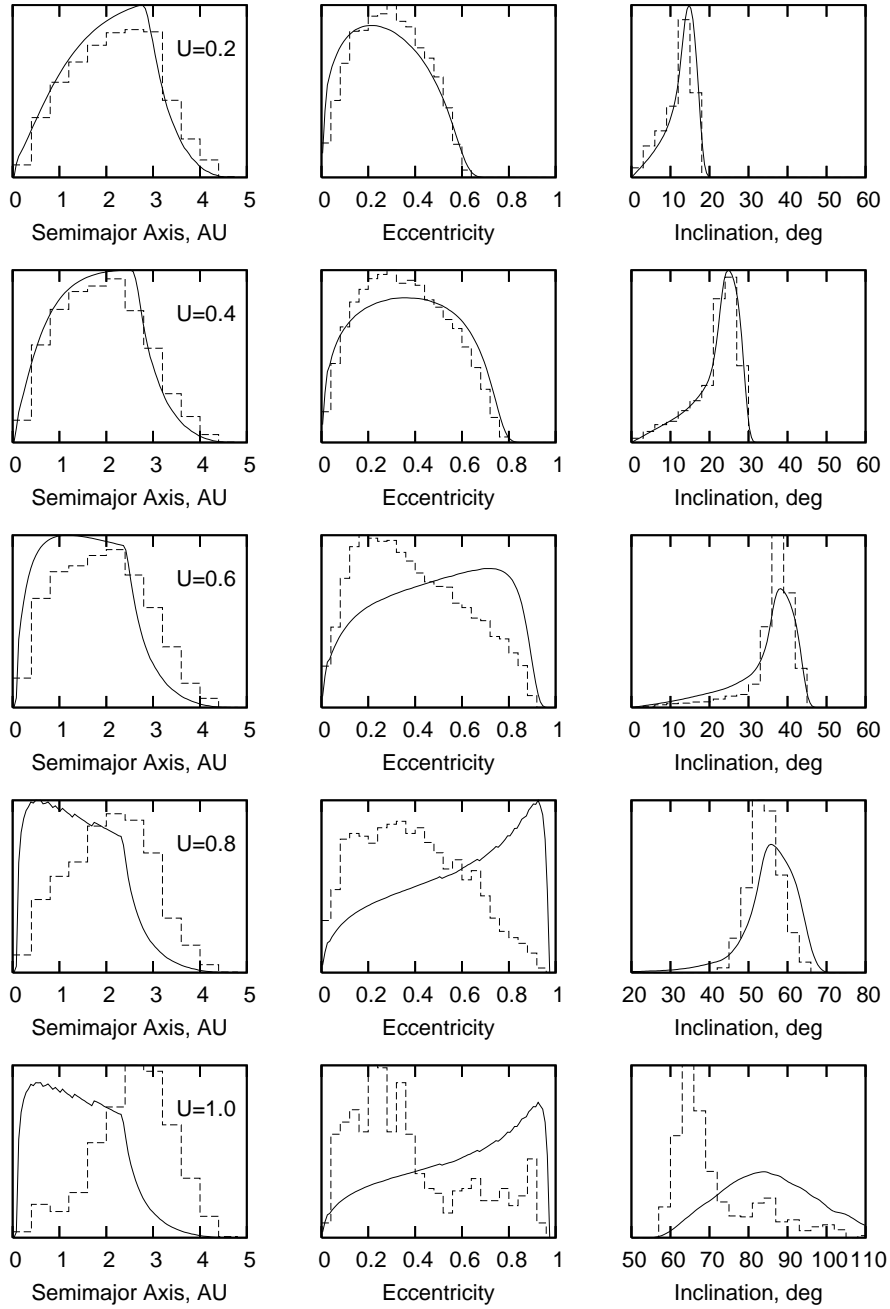 U=0.2
0 1 2 3 4 5 0 0.2 0.4 0.6 0.8 1 0 10 20 30 40 50 60
Semimajor Axis, AU Eccentricity Inclination, deg
U=0.4
0 1 2 3 4 5 0 0.2 0.4 0.6 0.8 1 0 10 20 30 40 50 60
Semimajor Axis, AU Eccentricity Inclination, deg
U=0.6
0 1 2 3 4 5 0 0.2 0.4 0.6 0.8 1 0 10 20 30 40 50 60
Semimajor Axis, AU Eccentricity Inclination, deg
U=0.8
0 1 2 3 4 5 0 0.2 0.4 0.6 0.8 1 20 30 40 50 60 70 80
Semimajor Axis, AU Eccentricity Inclination, deg
U=1.0
0 1 2 3 4 5 0 0.2 0.4 0.6 0.8 1 50 60 70 80 90 100 110
Semimajor Axis, AU Eccentricity Inclination, deg